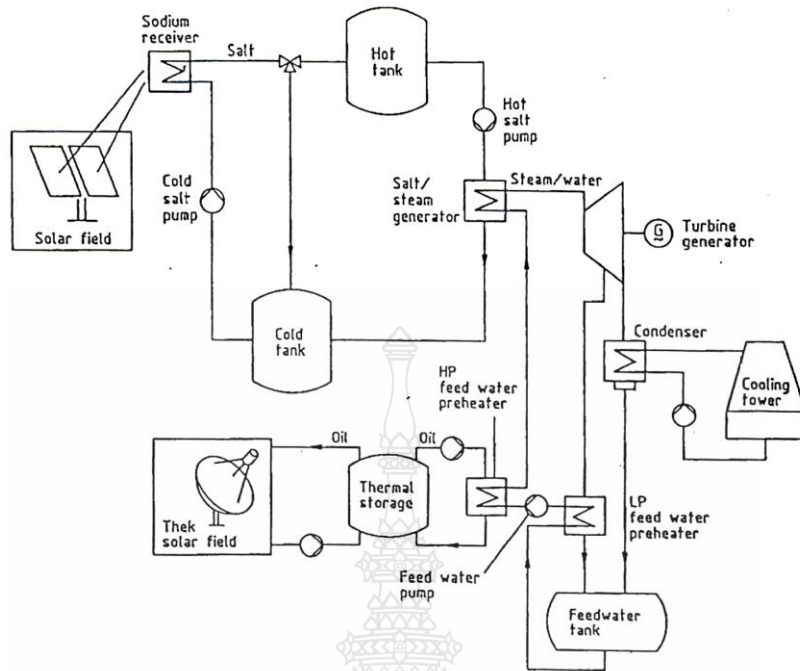 Sodium
receiver
Salt
Hot
tank
Hot
salt
pump
Cold
salt
pump
Solar field
Salt/
steam
generator
Steam/water
G
Turbine
generator
Cold
tank
Condenser
Cooling
tower
HP
feed water
preheater
Oil
Oil
Thermal
storage
Thek
solar field
LP
feed water
preheater
Feed water
pump
Feedwater
tank